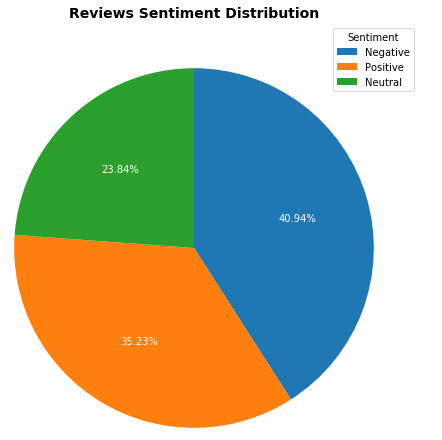 Reviews Sentiment Distribution
Sentiment
Negative
Positive
Neutral
23.84%
40.94%
35.23%